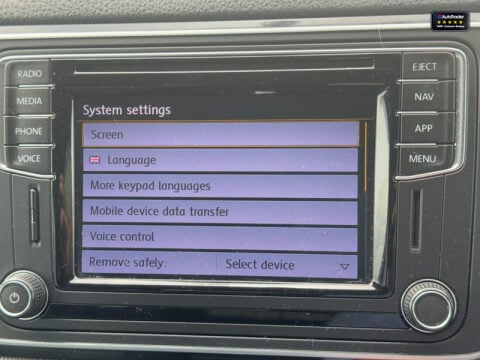 AutoTrader
RADIO
MEDIA
PHONE
VOICE
EJECT
NAV
APP
MENU
System settings
Screen
Language
More keypad languages
Mobile device data transfer
Voice control
Remove safely: Select device